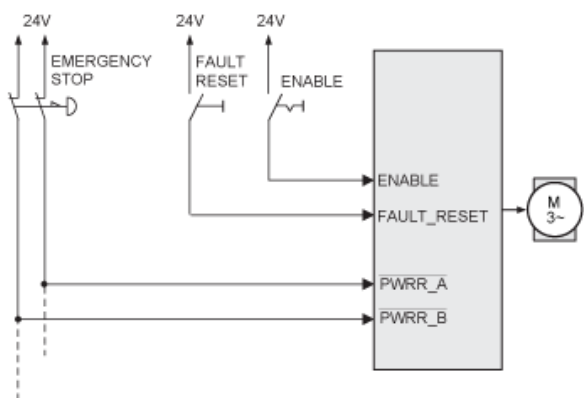 24V
24V
24V
EMERGENCY
STOP
FAULT
RESET
ENABLE
ENABLE
FAULT_RESET
PWRR_A
PWRR_B
M
3~